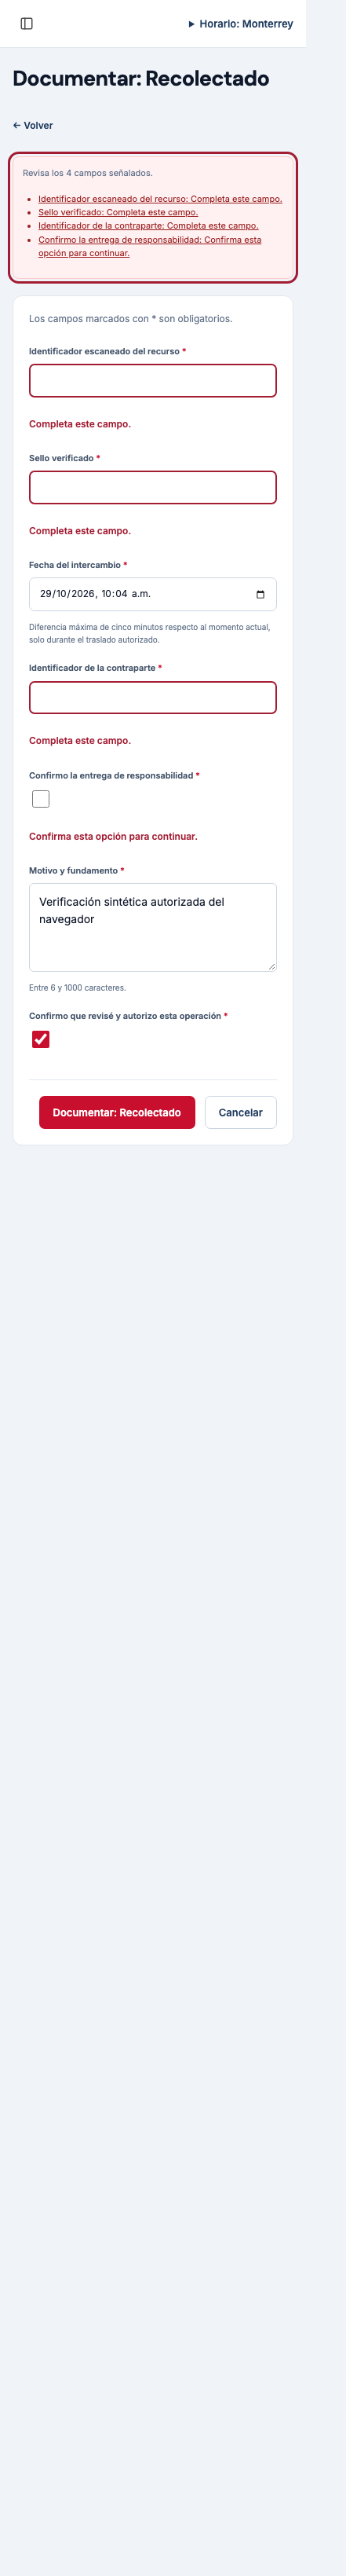 ▶ Horario: Monterrey
Documentar: Recolectado
← Volver
Revisa los 4 campos señalados.
• Identificador escaneado del recurso: Completa este campo.
• Sello verificado: Completa este campo.
• Identificador de la contraparte: Completa este campo.
• Confirmo la entrega de responsabilidad: Confirma esta
opción para continuar.
Los campos marcados con * son obligatorios.
Identificador escaneado del recurso *
Completa este campo.
Sello verificado *
Completa este campo.
Fecha del intercambio *
29/10/2026, 10:04 a.m.
Diferencia máxima de cinco minutos respecto al momento actual,
solo durante el traslado autorizado.
Identificador de la contraparte *
Completa este campo.
Confirmo la entrega de responsabilidad *
Confirma esta opción para continuar.
Motivo y fundamento *
Verificación sintética autorizada del
navegador
Entre 6 y 1000 caracteres.
Confirmo que revisé y autorizo esta operación *
Documentar: Recolectado
Cancelar